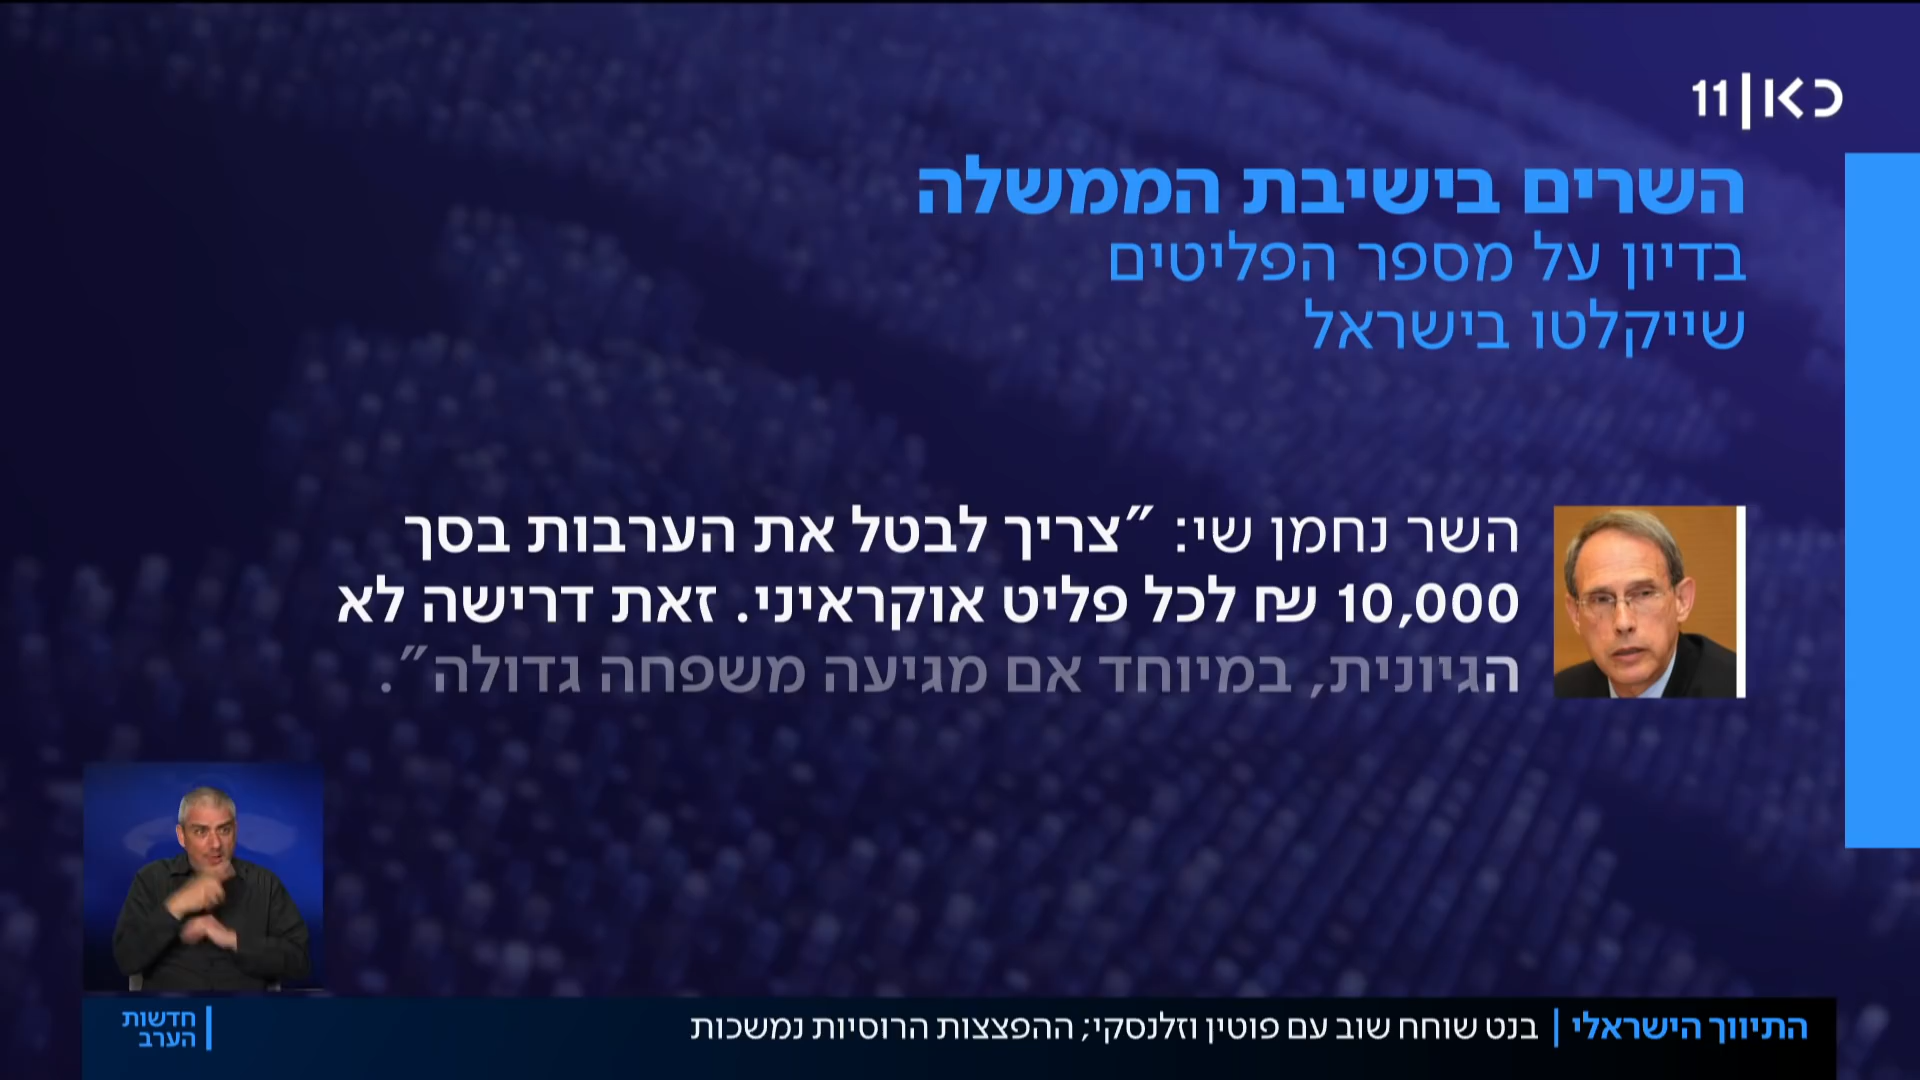 כאן|11
השרים בישיבת הממשלה
בדיון על מספר הפליטים
שייקלטו בישראל
השר נחמן שי: "צריך לבטל את הערבות בסך
10,000 ₪ לכל פליט אוקראיני. זאת דרישה לא
הגיונית, במיוחד אם מגיעה משפחה גדולה".
התיווך הישראלי | בנט שוחח שוב עם פוטין וזלנסקי; ההפצצות הרוסיות נמשכות
חדשות
הערב